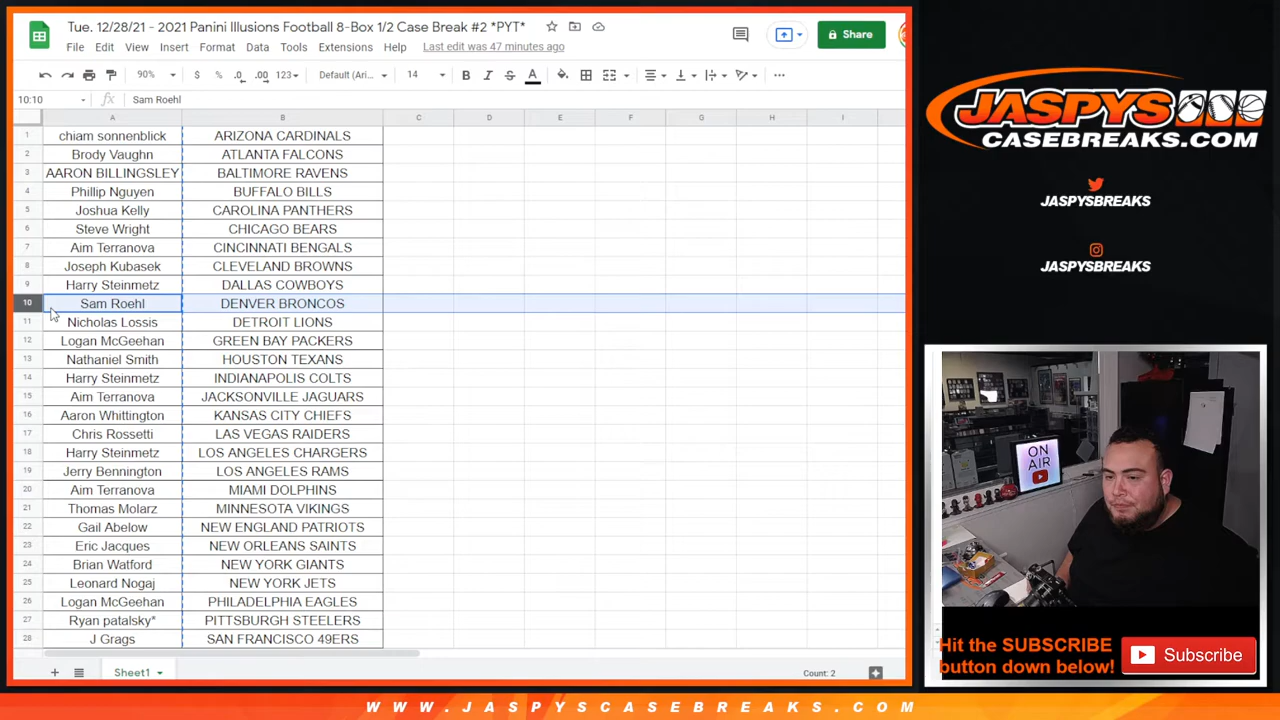 Tue. 12/28/21 - 2021 Panini Illusions Football 8-Box 1/2 Case Break #2 *PYT*
File Edit View Insert Format Data Tools Extensions Help Last edit was 47 minutes ago
Share
90% $ % .0 .00 123 Default (Ari... 14 B I S A
10:10 fx Sam Roehl
A B C D E F G H I
1 chiam sonnenblick ARIZONA CARDINALS
2 Brody Vaughn ATLANTA FALCONS
3 AARON BILLINGSLEY BALTIMORE RAVENS
4 Phillip Nguyen BUFFALO BILLS
5 Joshua Kelly CAROLINA PANTHERS
6 Steve Wright CHICAGO BEARS
7 Aim Terranova CINCINNATI BENGALS
8 Joseph Kubasek CLEVELAND BROWNS
9 Harry Steinmetz DALLAS COWBOYS
10 Sam Roehl DENVER BRONCOS
11 Nicholas Lossis DETROIT LIONS
12 Logan McGeehan GREEN BAY PACKERS
13 Nathaniel Smith HOUSTON TEXANS
14 Harry Steinmetz INDIANAPOLIS COLTS
15 Aim Terranova JACKSONVILLE JAGUARS
16 Aaron Whittington KANSAS CITY CHIEFS
17 Chris Rossetti LAS VEGAS RAIDERS
18 Harry Steinmetz LOS ANGELES CHARGERS
19 Jerry Bennington LOS ANGELES RAMS
20 Aim Terranova MIAMI DOLPHINS
21 Thomas Molarz MINNESOTA VIKINGS
22 Gail Abelow NEW ENGLAND PATRIOTS
23 Eric Jacques NEW ORLEANS SAINTS
24 Brian Watford NEW YORK GIANTS
25 Leonard Nogaj NEW YORK JETS
26 Logan McGeehan PHILADELPHIA EAGLES
27 Ryan patalsky* PITTSBURGH STEELERS
28 J Grags SAN FRANCISCO 49ERS
Sheet1
Count: 2
JASPYS
CASEBREAKS.COM
JASPYSBREAKS
JASPYSBREAKS
ON
AIR
Hit the SUBSCRIBE
button down below!
Subscribe
WWW.JASPYSCASEBREAKS.COM